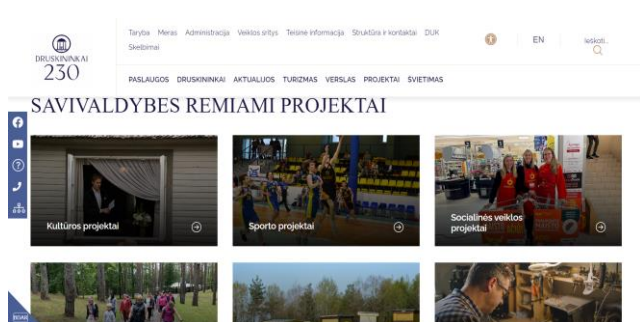 Taryba Meras Administracija Veiklos sritys Teisinė informacija Struktūra ir kontaktai DUK
Skelbimai
EN
Ieškoti...
DRUSKININKAI
230
PASLAUGOS DRUSKININKAI AKTUALIJOS TURIZMAS VERSLAS PROJEKTAI ŠVIETIMAS
SAVIVALDYBĖS REMIAMI PROJEKTAI
Kultūros projektai
Sporto projektai
Socialinės veiklos
projektai